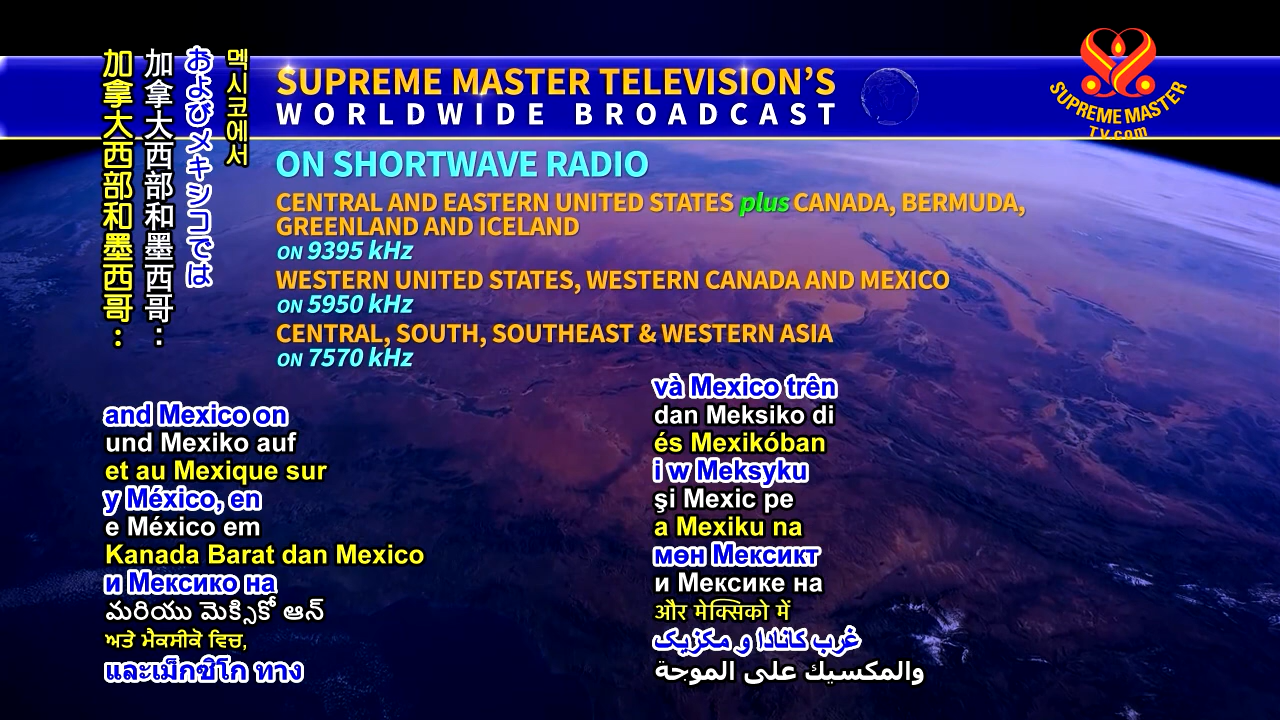 加拿大西部和墨西哥：
加拿大西部和墨西哥：
およびメキシコでは
멕시코에서
SUPREME MASTER TELEVISION'S
WORLDWIDE BROADCAST
SUPREME MASTER
TV.com
ON SHORTWAVE RADIO
CENTRAL AND EASTERN UNITED STATES plus CANADA, BERMUDA,
GREENLAND AND ICELAND
ON 9395 kHz
WESTERN UNITED STATES, WESTERN CANADA AND MEXICO
ON 5950 kHz
CENTRAL, SOUTH, SOUTHEAST & WESTERN ASIA
ON 7570 kHz
and Mexico on
und Mexiko auf
et au Mexique sur
y México, en
e México em
Kanada Barat dan Mexico
и Мексико на
మరియు మెక్సికో ఆన్
ਅਤੇ ਮੈਕਸੀਕੋ ਵਿਚ,
และเม็กซิโก ทาง
và Mexico trên
dan Meksiko di
és Mexikóban
i w Meksyku
şi Mexic pe
a Mexiku na
мөн Мексикт
и Мексике на
और मेक्सिको में
غرب کانادا و مکزیک
والمكسيك على الموجة